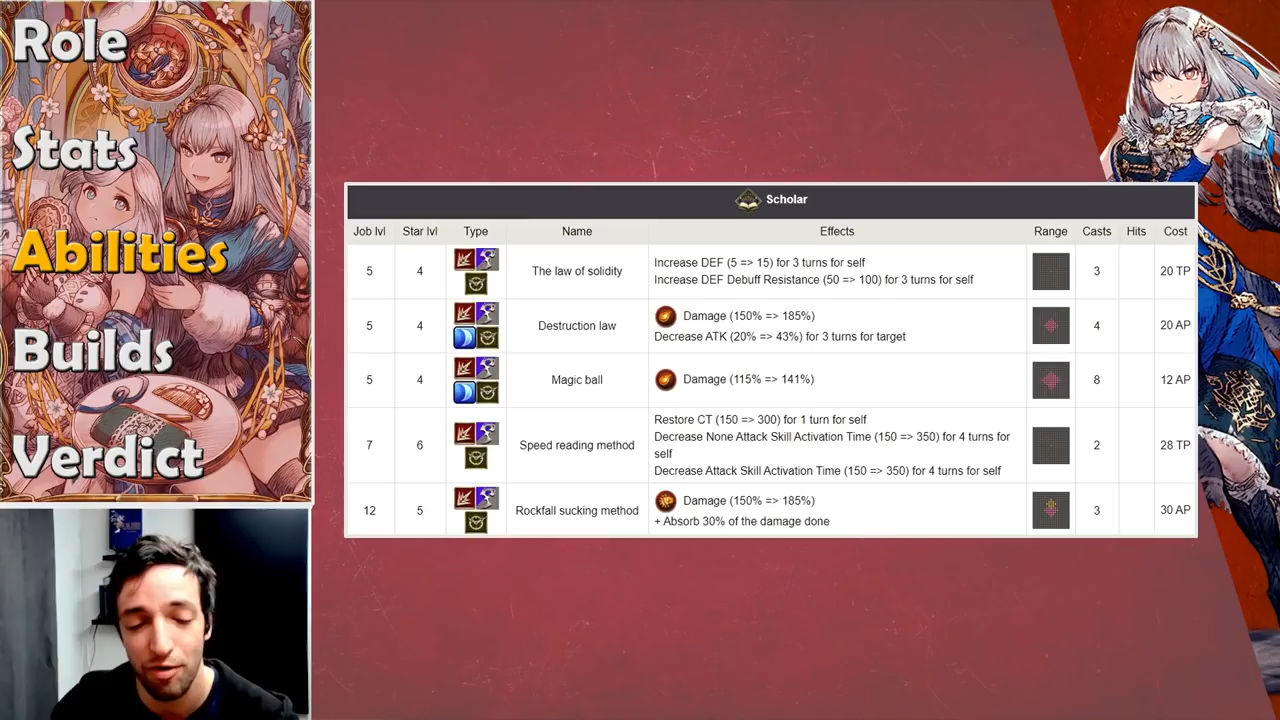 Role
Stats
Abilities
Builds
Verdict
Scholar
Job lvl Star lvl Type Name Effects Range Casts Hits Cost
5 4 The law of solidity Increase DEF (5 => 15) for 3 turns for self 3 20 TP
Increase DEF Debuff Resistance (50 => 100) for 3 turns for self
5 4 Destruction law Damage (150% => 185%) 4 20 AP
Decrease ATK (20% => 43%) for 3 turns for target
5 4 Magic ball Damage (115% => 141%) 8 12 AP
7 6 Speed reading method Restore CT (150 => 300) for 1 turn for self 2 28 TP
Decrease None Attack Skill Activation Time (150 => 350) for 4 turns for
self
Decrease Attack Skill Activation Time (150 => 350) for 4 turns for self
12 5 Rockfall sucking method Damage (150% => 185%) 3 30 AP
+ Absorb 30% of the damage done